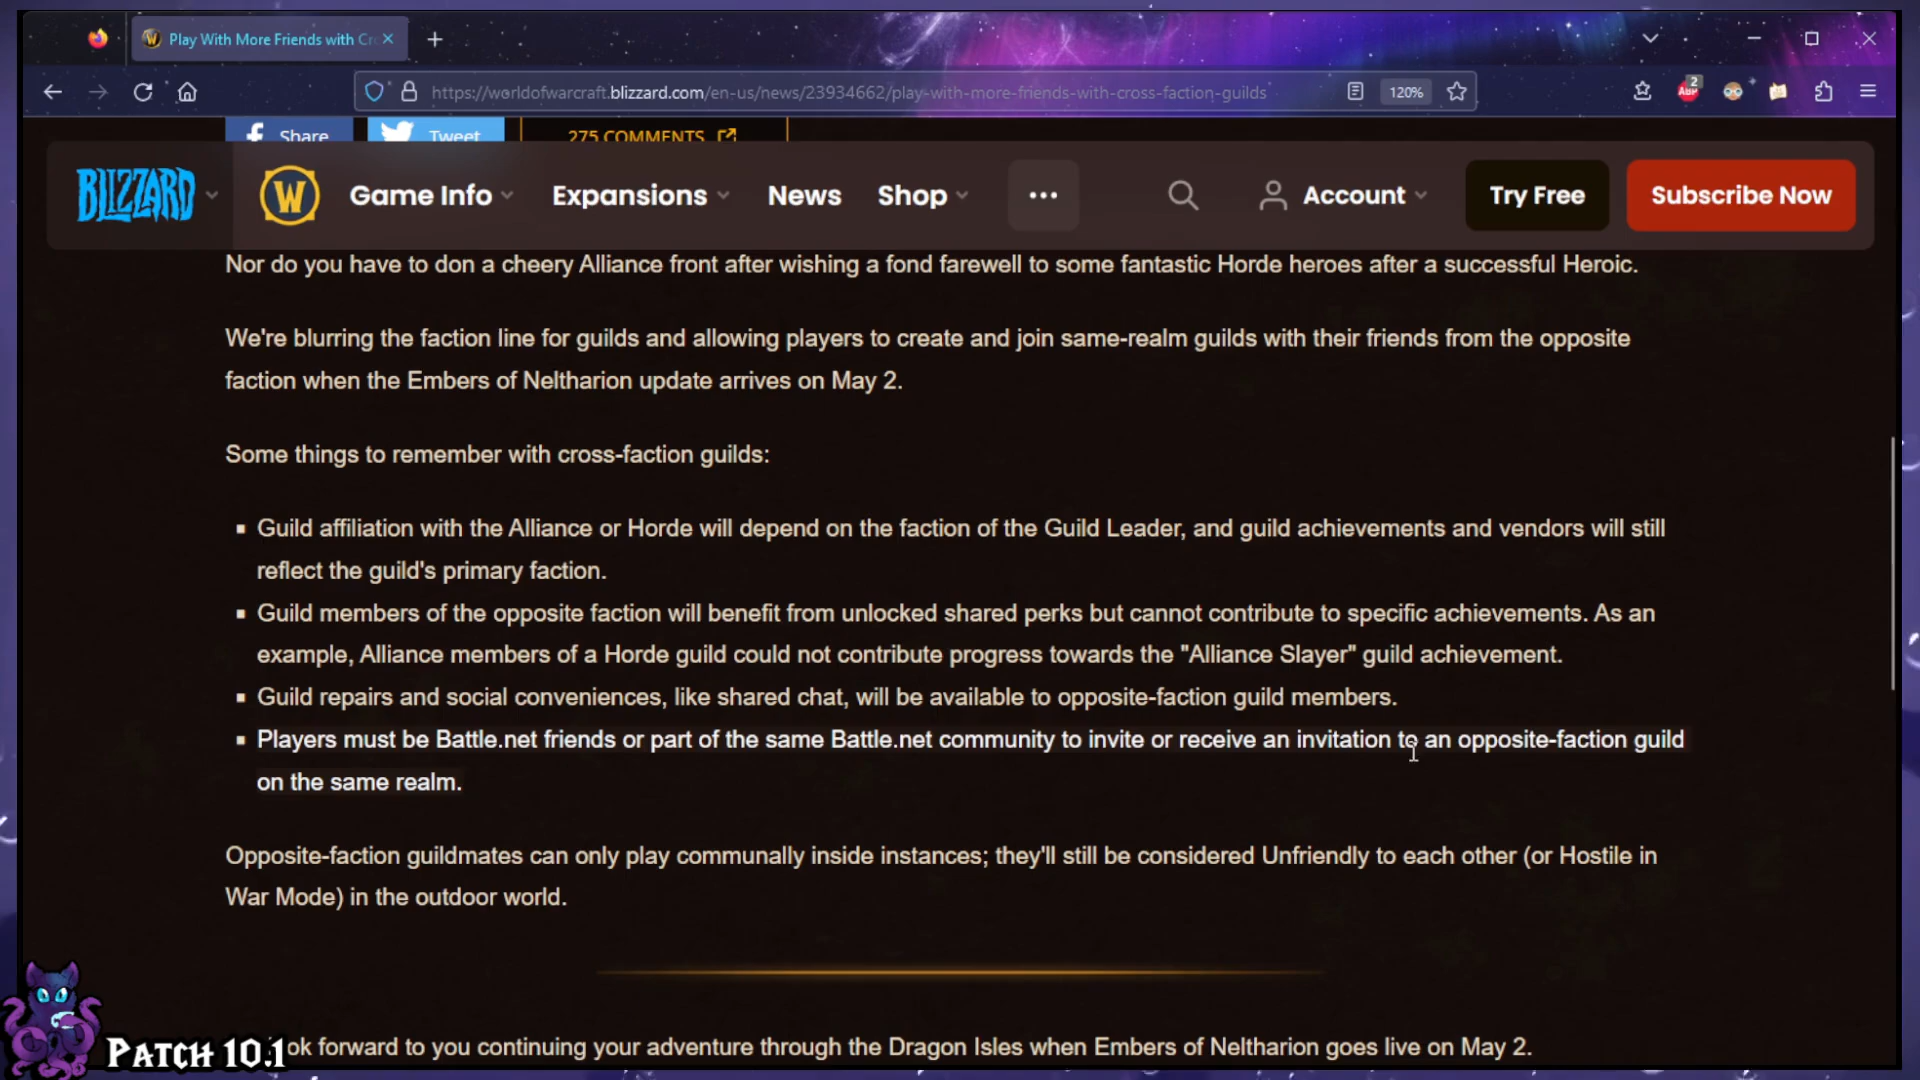 Play With More Friends with Cr
https://worldofwarcraft.blizzard.com/en-us/news/23934662/play-with-more-friends-with-cross-faction-guilds
120%
2
ABP
Share
Tweet
275 COMMENTS
BLIZZARD
W
Game Info
Expansions
News
Shop
Account
Try Free
Subscribe Now
Nor do you have to don a cheery Alliance front after wishing a fond farewell to some fantastic Horde heroes after a successful Heroic.
We're blurring the faction line for guilds and allowing players to create and join same-realm guilds with their friends from the opposite
faction when the Embers of Neltharion update arrives on May 2.
Some things to remember with cross-faction guilds:
Guild affiliation with the Alliance or Horde will depend on the faction of the Guild Leader, and guild achievements and vendors will still
reflect the guild's primary faction.
Guild members of the opposite faction will benefit from unlocked shared perks but cannot contribute to specific achievements. As an
example, Alliance members of a Horde guild could not contribute progress towards the "Alliance Slayer" guild achievement.
Guild repairs and social conveniences, like shared chat, will be available to opposite-faction guild members.
Players must be Battle.net friends or part of the same Battle.net community to invite or receive an invitation to an opposite-faction guild
on the same realm.
Opposite-faction guildmates can only play communally inside instances; they'll still be considered Unfriendly to each other (or Hostile in
War Mode) in the outdoor world.
ok forward to you continuing your adventure through the Dragon Isles when Embers of Neltharion goes live on May 2.
Patch 10.1